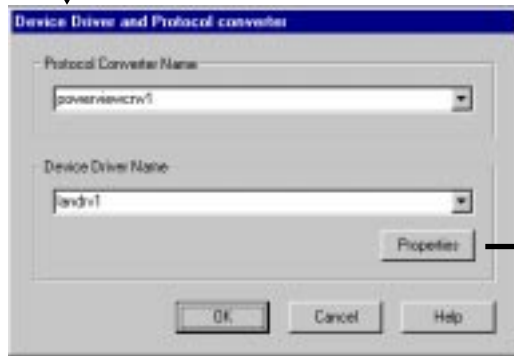 Device Driver and Protocol converter
Protocol Converter Name
powerviewcnv1
Device Driver Name
landrv1
Properties
OK
Cancel
Help